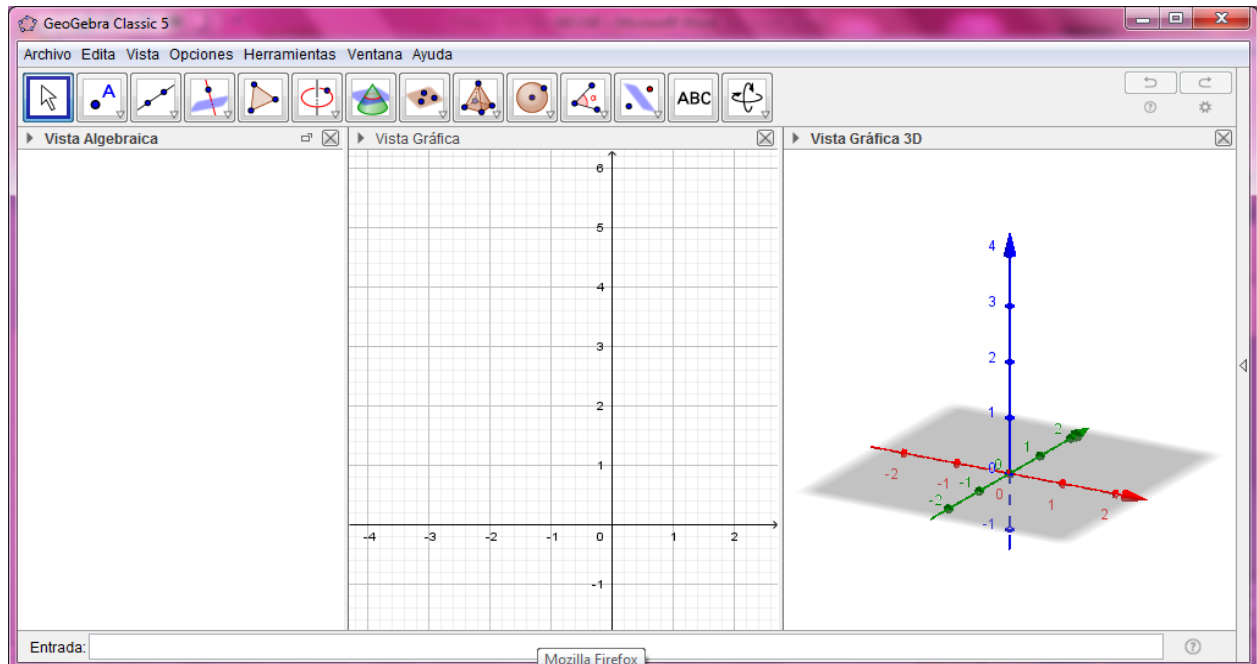 GeoGebra Classic 5
Archivo Edita Vista Opciones Herramientas Ventana Ayuda
A
α
ABC
Vista Algebraica
Vista Gráfica
Vista Gráfica 3D
6
5
4
3
2
1
-4 -3 -2 -1 0 1 2
-1
4
3
2
1
0
-1
-2 -1 0 1 2
-2 -1 0 1 2
Entrada:
Mozilla Firefox